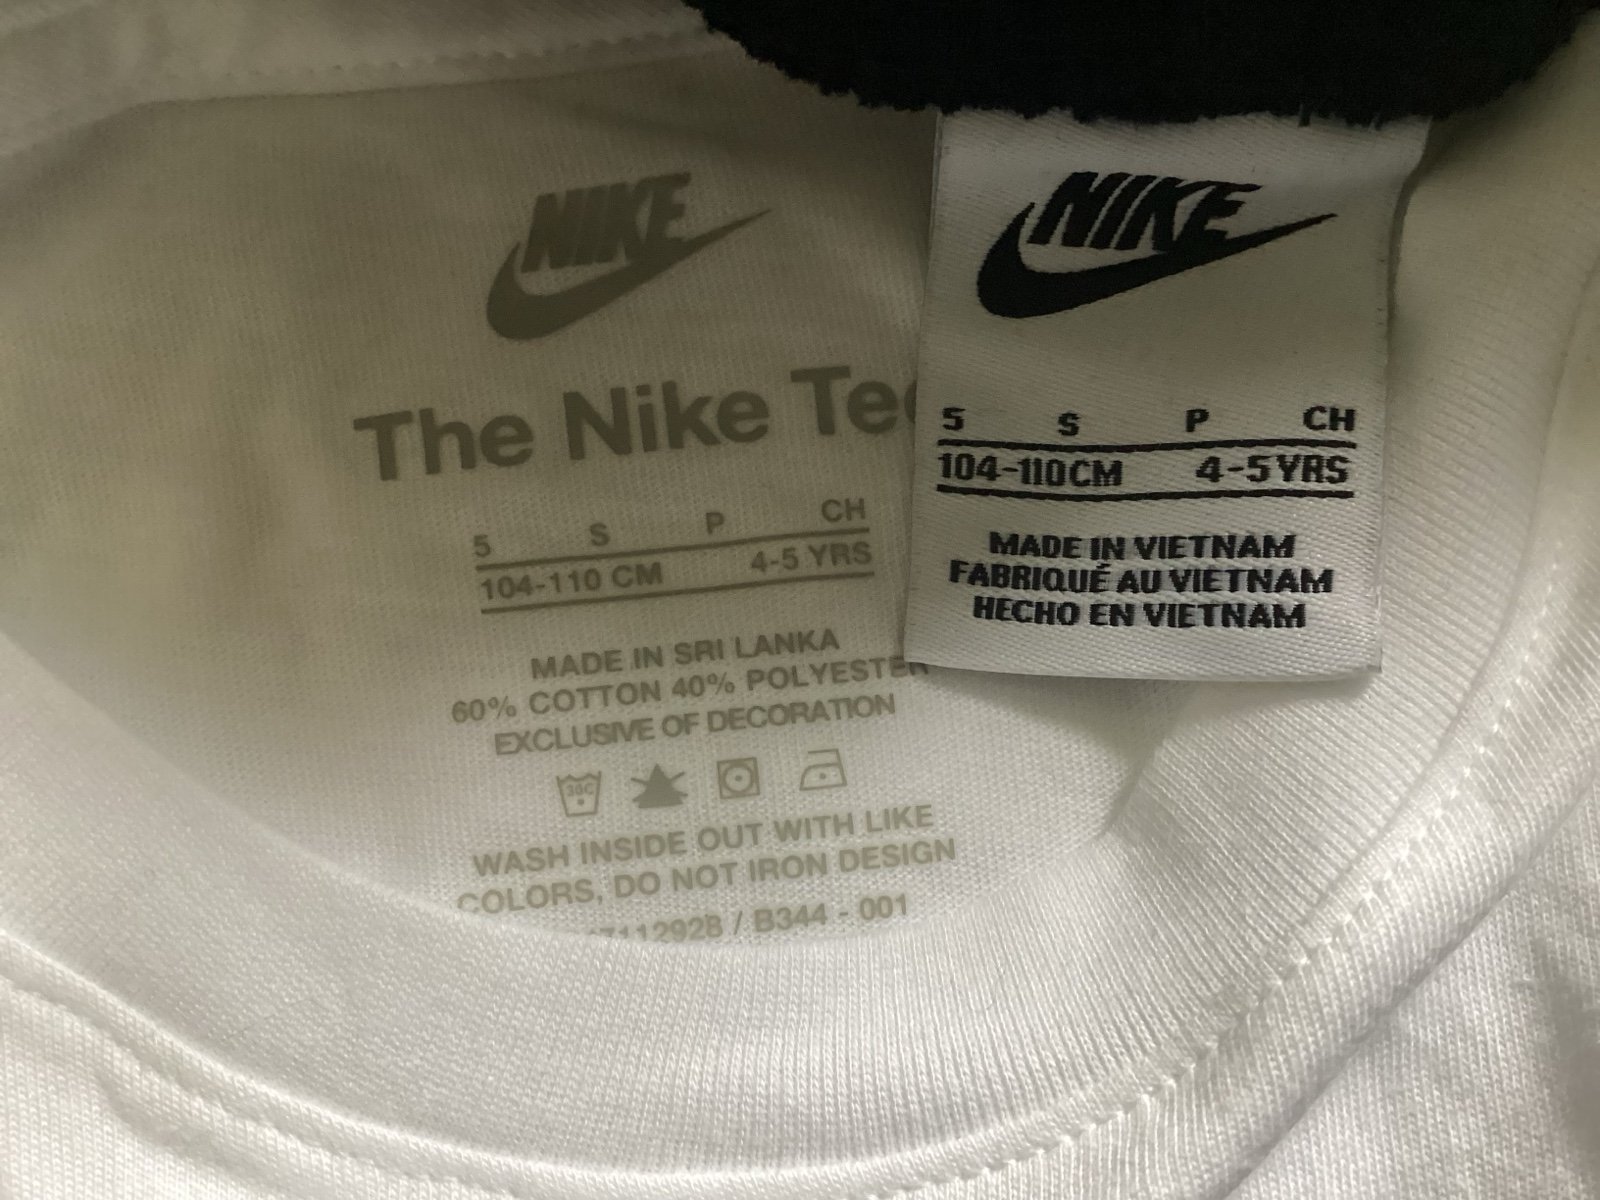 NIKE
The Nike Tee
5 S P CH
104-110 CM 4-5 YRS
MADE IN SRI LANKA
60% COTTON 40% POLYESTER
EXCLUSIVE OF DECORATION
30C
WASH INSIDE OUT WITH LIKE
COLORS, DO NOT IRON DESIGN
7112928 / B344 - 001
NIKE
5 S P CH
104-110CM 4-5YRS
MADE IN VIETNAM
FABRIQUÉ AU VIETNAM
HECHO EN VIETNAM